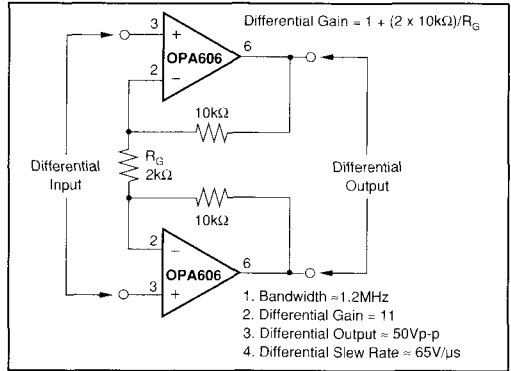 Differential Gain = 1 + (2 x 10kΩ)/RG
3
+
OPA606
6
2
–
10kΩ
Differential
Input
RG
2kΩ
Differential
Output
10kΩ
2
–
6
OPA606
3
+
1. Bandwidth ≈1.2MHz
2. Differential Gain = 11
3. Differential Output ≈ 50Vp-p
4. Differential Slew Rate ≈ 65V/µs